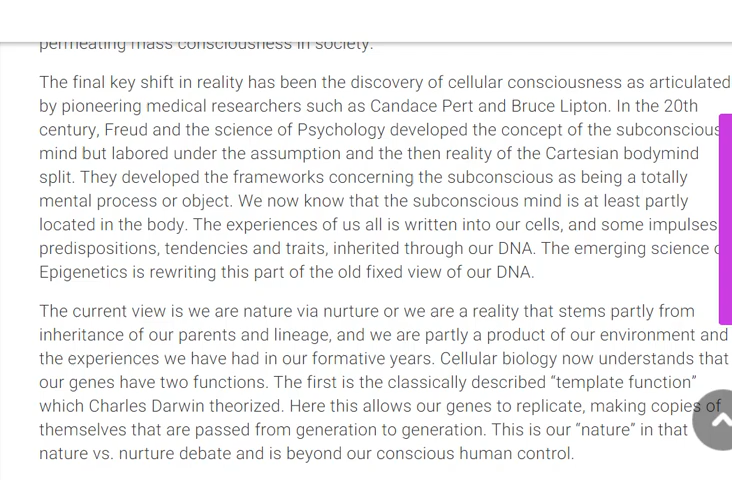 permeating mass consciousness in society.
The final key shift in reality has been the discovery of cellular consciousness as articulated
by pioneering medical researchers such as Candace Pert and Bruce Lipton. In the 20th
century, Freud and the science of Psychology developed the concept of the subconscious
mind but labored under the assumption and the then reality of the Cartesian bodymind
split. They developed the frameworks concerning the subconscious as being a totally
mental process or object. We now know that the subconscious mind is at least partly
located in the body. The experiences of us all is written into our cells, and some impulses
predispositions, tendencies and traits, inherited through our DNA. The emerging science
Epigenetics is rewriting this part of the old fixed view of our DNA.
The current view is we are nature via nurture or we are a reality that stems partly from
inheritance of our parents and lineage, and we are partly a product of our environment and
the experiences we have had in our formative years. Cellular biology now understands that
our genes have two functions. The first is the classically described “template function”
which Charles Darwin theorized. Here this allows our genes to replicate, making copies of
themselves that are passed from generation to generation. This is our “nature” in that
nature vs. nurture debate and is beyond our conscious human control.